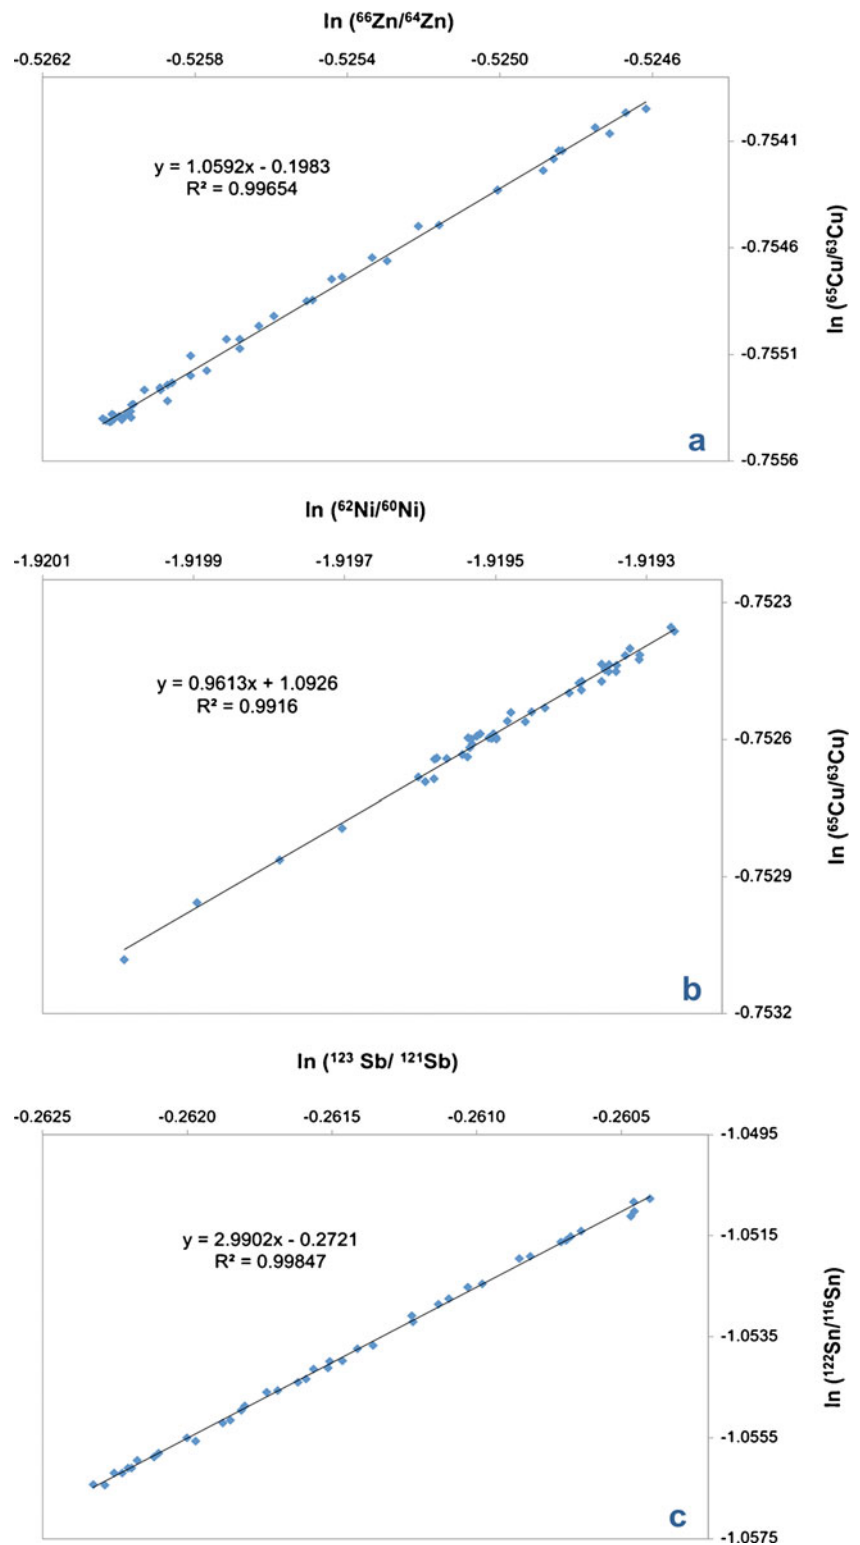 ln (⁶⁶Zn/⁶⁴Zn)
-0.5262 -0.5258 -0.5254 -0.5250 -0.5246
-0.7541
y = 1.0592x - 0.1983
R² = 0.99654
-0.7546
ln (⁶⁵Cu/⁶³Cu)
-0.7551
a
-0.7556
ln (⁶²Ni/⁶⁰Ni)
-1.9201 -1.9199 -1.9197 -1.9195 -1.9193
-0.7523
y = 0.9613x + 1.0926
R² = 0.9916
-0.7526
ln (⁶⁵Cu/⁶³Cu)
-0.7529
b
-0.7532
ln (¹²³ Sb/ ¹²¹Sb)
-0.2625 -0.2620 -0.2615 -0.2610 -0.2605
-1.0495
-1.0515
y = 2.9902x - 0.2721
R² = 0.99847
-1.0535
ln (¹²²Sn/¹¹⁶Sn)
-1.0555
c
-1.0575